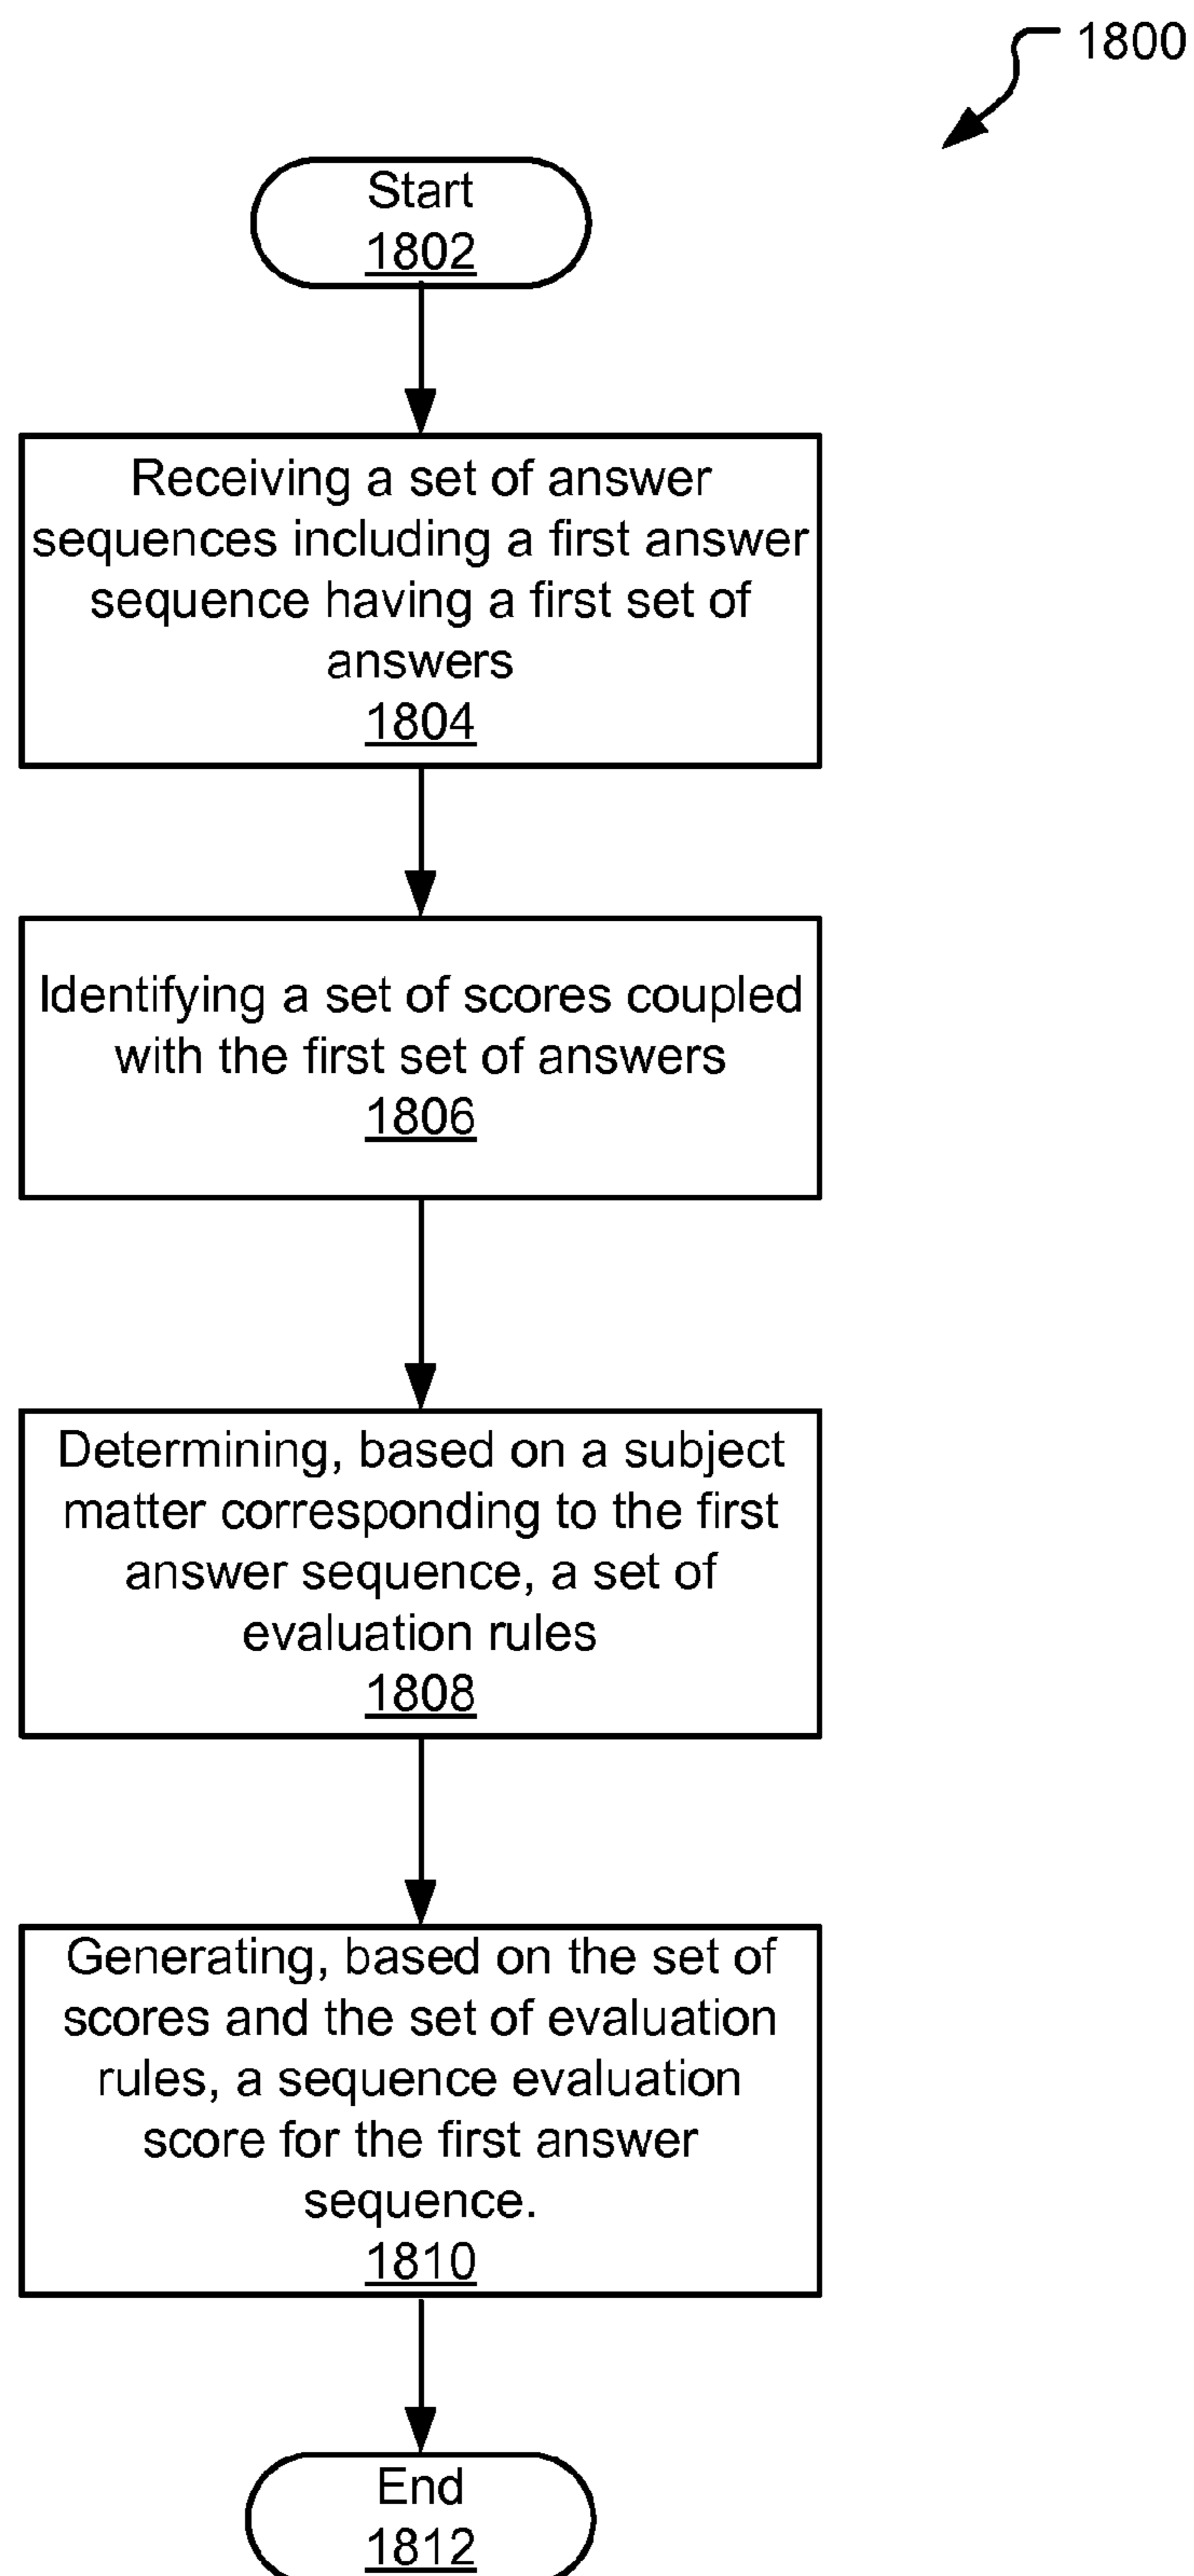 1800
Start
1802
Receiving a set of answer
sequences including a first answer
sequence having a first set of
answers
1804
Identifying a set of scores coupled
with the first set of answers
1806
Determining, based on a subject
matter corresponding to the first
answer sequence, a set of
evaluation rules
1808
Generating, based on the set of
scores and the set of evaluation
rules, a sequence evaluation
score for the first answer
sequence.
1810
End
1812